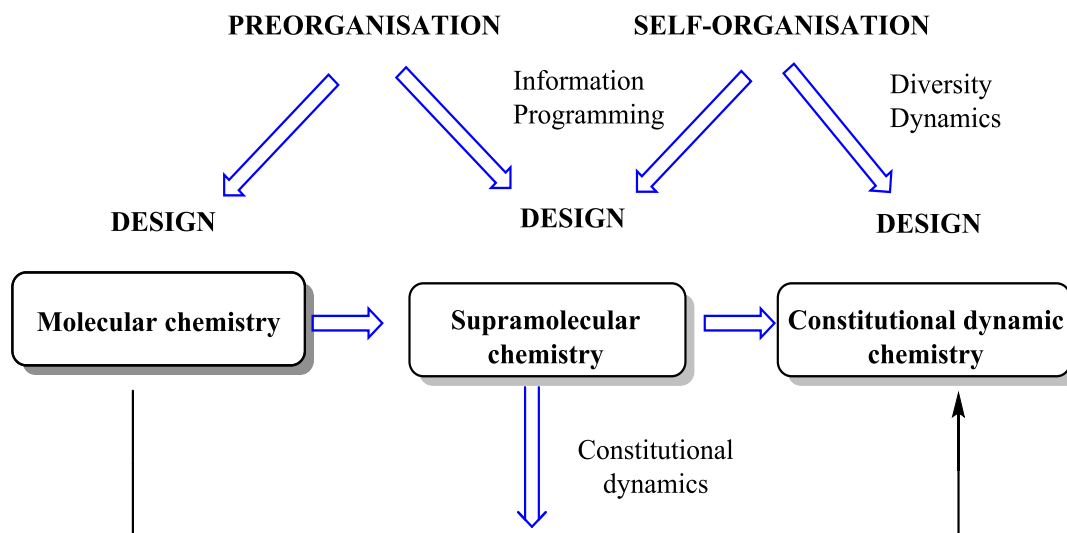 PREORGANISATION
SELF-ORGANISATION
Information
Programming
Diversity
Dynamics
DESIGN
DESIGN
DESIGN
Molecular chemistry
Supramolecular
chemistry
Constitutional dynamic
chemistry
Constitutional
dynamics